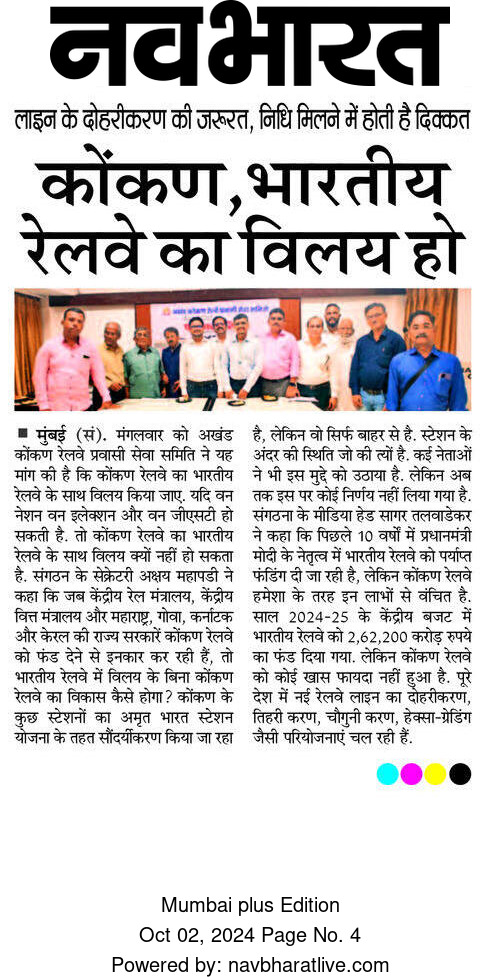 नवभारत
लाइन के दोहरीकरण की जरूरत, निधि मिलने में होती है दिक्कत
कोंकण,भारतीय
रेलवे का विलय हो
अखंड कोंकण रेल्वे प्रवासी सेवा समिती
■ मुंबई (सं). मंगलवार को अखंड
कोंकण रेलवे प्रवासी सेवा समिति ने यह
मांग की है कि कोंकण रेलवे का भारतीय
रेलवे के साथ विलय किया जाए. यदि वन
नेशन वन इलेक्शन और वन जीएसटी हो
सकती है. तो कोंकण रेलवे का भारतीय
रेलवे के साथ विलय क्यों नहीं हो सकता
है. संगठन के सेक्रेटरी अक्षय महापडी ने
कहा कि जब केंद्रीय रेल मंत्रालय, केंद्रीय
वित्त मंत्रालय और महाराष्ट्र, गोवा, कर्नाटक
और केरल की राज्य सरकारें कोंकण रेलवे
को फंड देने से इनकार कर रही हैं, तो
भारतीय रेलवे में विलय के बिना कोंकण
रेलवे का विकास कैसे होगा? कोंकण के
कुछ स्टेशनों का अमृत भारत स्टेशन
योजना के तहत सौंदर्यीकरण किया जा रहा
है, लेकिन वो सिर्फ बाहर से है. स्टेशन के
अंदर की स्थिति जो की त्यों है. कई नेताओं
ने भी इस मुद्दे को उठाया है. लेकिन अब
तक इस पर कोई निर्णय नहीं लिया गया है.
संगठना के मीडिया हेड सागर तलवाडेकर
ने कहा कि पिछले 10 वर्षों में प्रधानमंत्री
मोदी के नेतृत्व में भारतीय रेलवे को पर्याप्त
फंडिंग दी जा रही है, लेकिन कोंकण रेलवे
हमेशा के तरह इन लाभों से वंचित है.
साल 2024-25 के केंद्रीय बजट में
भारतीय रेलवे को 2,62,200 करोड़ रुपये
का फंड दिया गया. लेकिन कोंकण रेलवे
को कोई खास फायदा नहीं हुआ है. पूरे
देश में नई रेलवे लाइन का दोहरीकरण,
तिहरी करण, चौगुनी करण, हेक्सा-ग्रेडिंग
जैसी परियोजनाएं चल रही हैं.
Mumbai plus Edition
Oct 02, 2024 Page No. 4
Powered by: navbharatlive.com